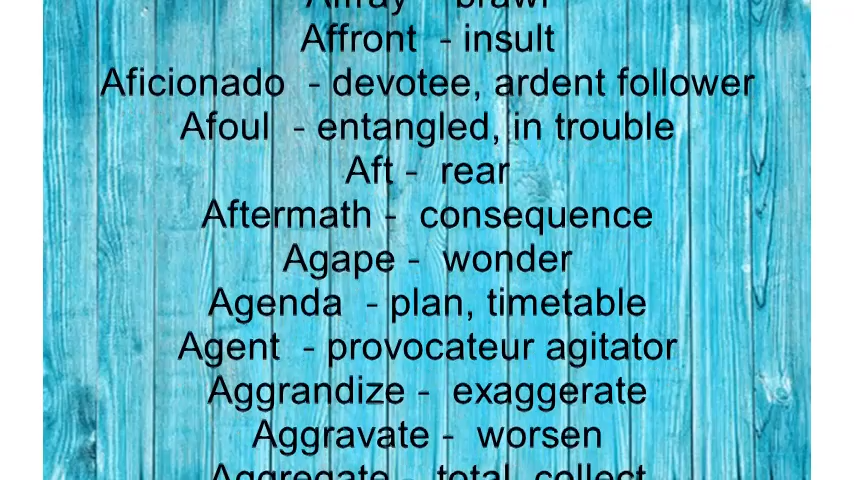 Affray - brawl
Affront - insult
Aficionado - devotee, ardent follower
Afoul - entangled, in trouble
Aft - rear
Aftermath - consequence
Agape - wonder
Agenda - plan, timetable
Agent - provocateur agitator
Aggrandize - exaggerate
Aggravate - worsen
Aggregate - total, collect